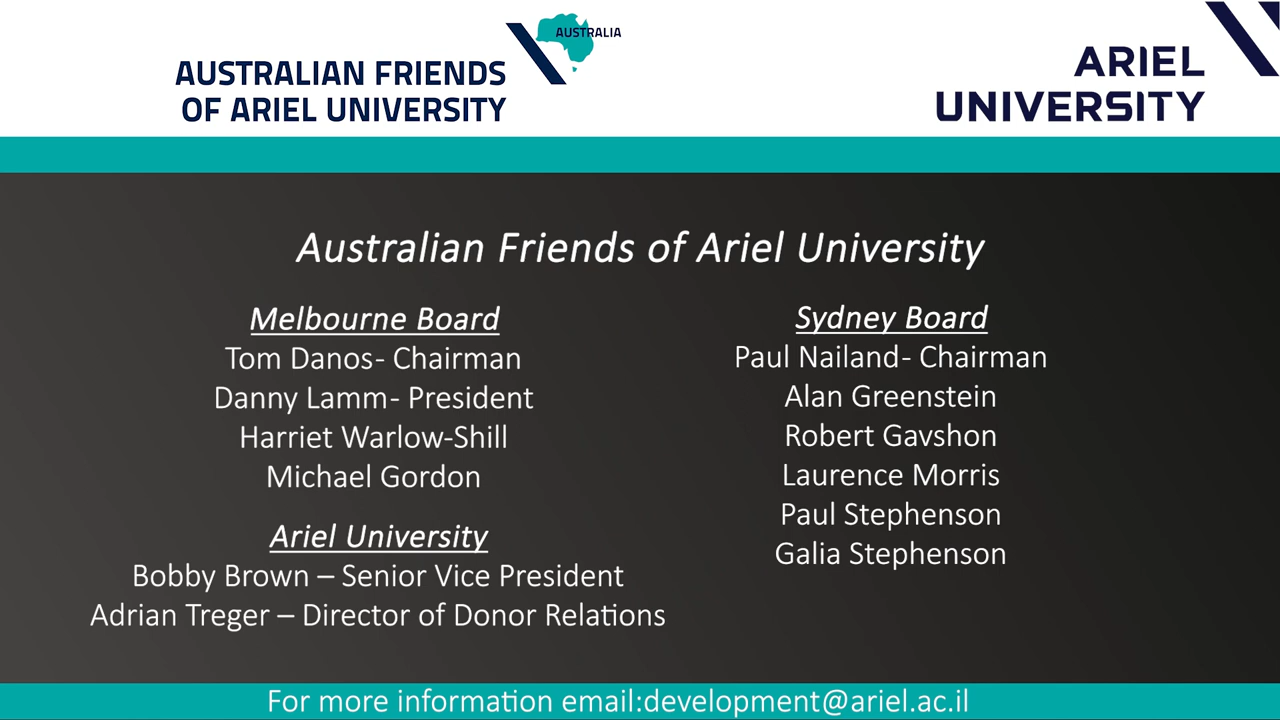 AUSTRALIAN FRIENDS
OF ARIEL UNIVERSITY
AUSTRALIA
ARIEL
UNIVERSITY
Australian Friends of Ariel University
Melbourne Board
Tom Danos- Chairman
Danny Lamm- President
Harriet Warlow-Shill
Michael Gordon
Ariel University
Bobby Brown – Senior Vice President
Adrian Treger – Director of Donor Relations
Sydney Board
Paul Nailand- Chairman
Alan Greenstein
Robert Gavshon
Laurence Morris
Paul Stephenson
Galia Stephenson
For more information email:development@ariel.ac.il